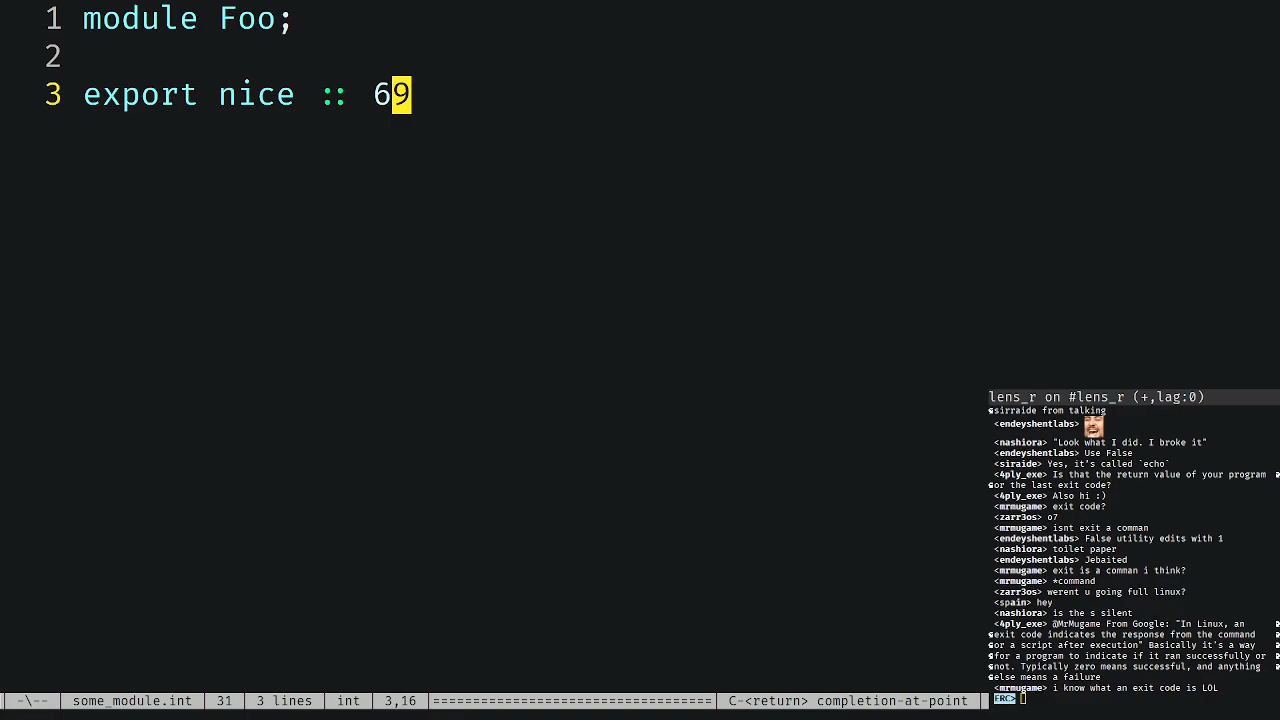 1 module Foo;
2
3 export nice :: 69
lens_r on #lens_r (+,lag:0)
sirraide from talking
<endeyshentlabs>
<nashiora> "Look what I did. I broke it"
<endeyshentlabs> Use False
<siraide> Yes, it's called `echo`
<4ply_exe> Is that the return value of your program
or the last exit code?
<4ply_exe> Also hi :)
<mrmugame> exit code?
<zarr3os> o7
<mrmugame> isnt exit a comman
<endeyshentlabs> False utility edits with 1
<nashiora> toilet paper
<endeyshentlabs> Jebaited
<mrmugame> exit is a comman i think?
<mrmugame> *command
<zarr3os> werent u going full linux?
<spain> hey
<nashiora> is the s silent
<4ply_exe> @MrMugame From Google: "In Linux, an
exit code indicates the response from the command
or a script after execution" Basically it's a way
for a program to indicate if it ran successfully or
not. Typically zero means successful, and anything
else means a failure
<mrmugame> i know what an exit code is LOL
ERC>
-\-- some_module.int 31 3 lines int 3,16 ================================== C-<return> completion-at-point